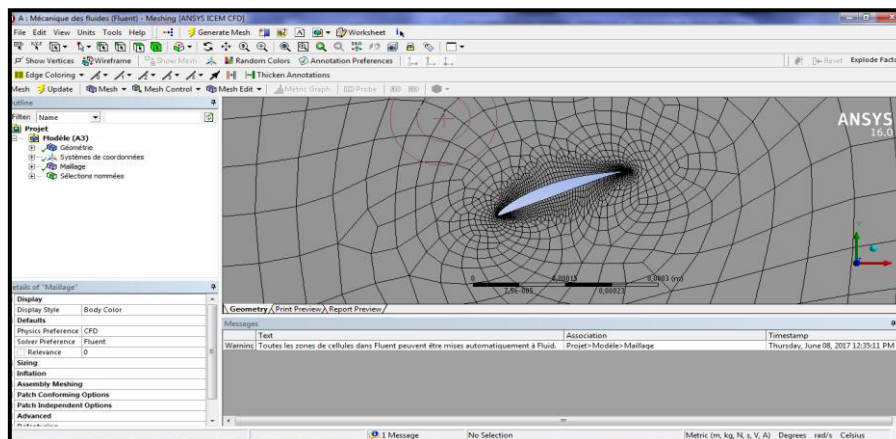 A : Mécanique des fluides (Fluent) - Meshing [ANSYS ICEM CFD]
File Edit View Units Tools Help Generate Mesh Worksheet
Show Vertices Wireframe Show Mesh Random Colors Annotation Preferences
Edge Coloring Thicken Annotations
Reset Explode Facto
Mesh Update Mesh Mesh Control Mesh Edit Metric Graph Probe
Outline
Filter: Name
Projet
Modèle (A3)
Géométrie
Systèmes de coordonnées
Maillage
Sélections nommées
ANSYS
16.0
Y
0 0,00015 0,0003 (m)
7,5e-005 0,00023
Details of "Maillage"
Display
Display Style Body Color
Defaults
Physics Preference CFD
Solver Preference Fluent
Relevance 0
Sizing
Inflation
Assembly Meshing
Patch Conforming Options
Patch Independent Options
Advanced
Defeaturing
Geometry Print Preview Report Preview
Messages
Text Association Timestamp
Warning Toutes les zones de cellules dans Fluent peuvent être mises automatiquement à Fluid. Projet>Modèle>Maillage Thursday, June 08, 2017 12:35:11 PM
1 Message No Selection Metric (m, kg, N, s, V, A) Degrees rad/s Celsius